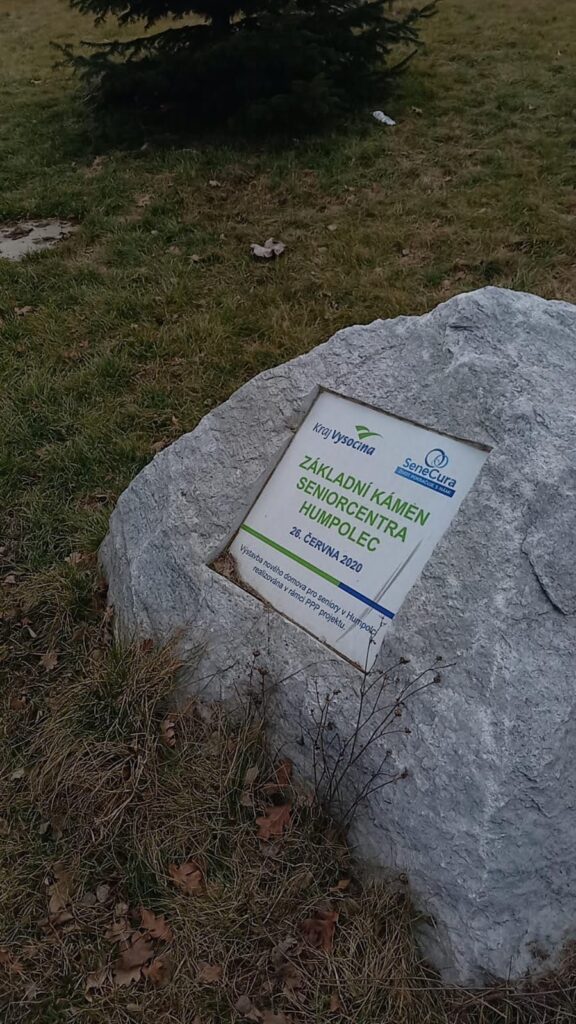 Kraj Vysočina
SeneCura
ZÁKLADNÍ KÁMEN
SENIORCENTRA
HUMPOLEC
26. ČERVNA 2020
Výstavba nového domova pro seniory v Humpolci
realizována v rámci PPP projektu.